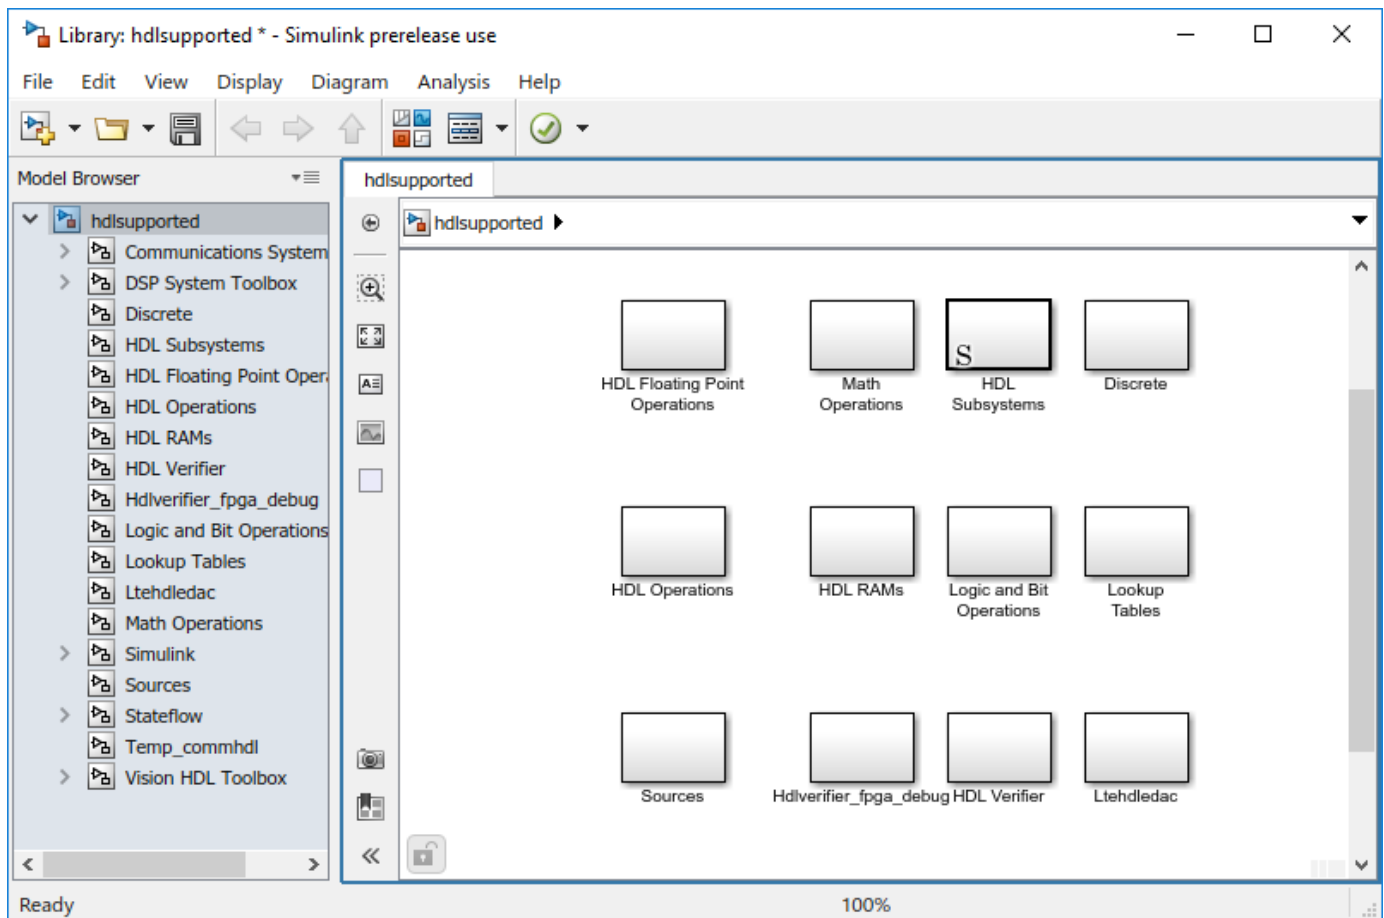 Library: hdlsupported * - Simulink prerelease use
File Edit View Display Diagram Analysis Help
Model Browser
hdlsupported
Communications System
DSP System Toolbox
Discrete
HDL Subsystems
HDL Floating Point Oper
HDL Operations
HDL RAMs
HDL Verifier
Hdlverifier_fpga_debug
Logic and Bit Operations
Lookup Tables
Ltehdledac
Math Operations
Simulink
Sources
Stateflow
Temp_commhdl
Vision HDL Toolbox
hdlsupported
hdlsupported
S
HDL Floating Point
Operations
Math
Operations
HDL
Subsystems
Discrete
HDL Operations
HDL RAMs
Logic and Bit
Operations
Lookup
Tables
Sources
Hdlverifier_fpga_debug
HDL Verifier
Ltehdledac
Ready
100%